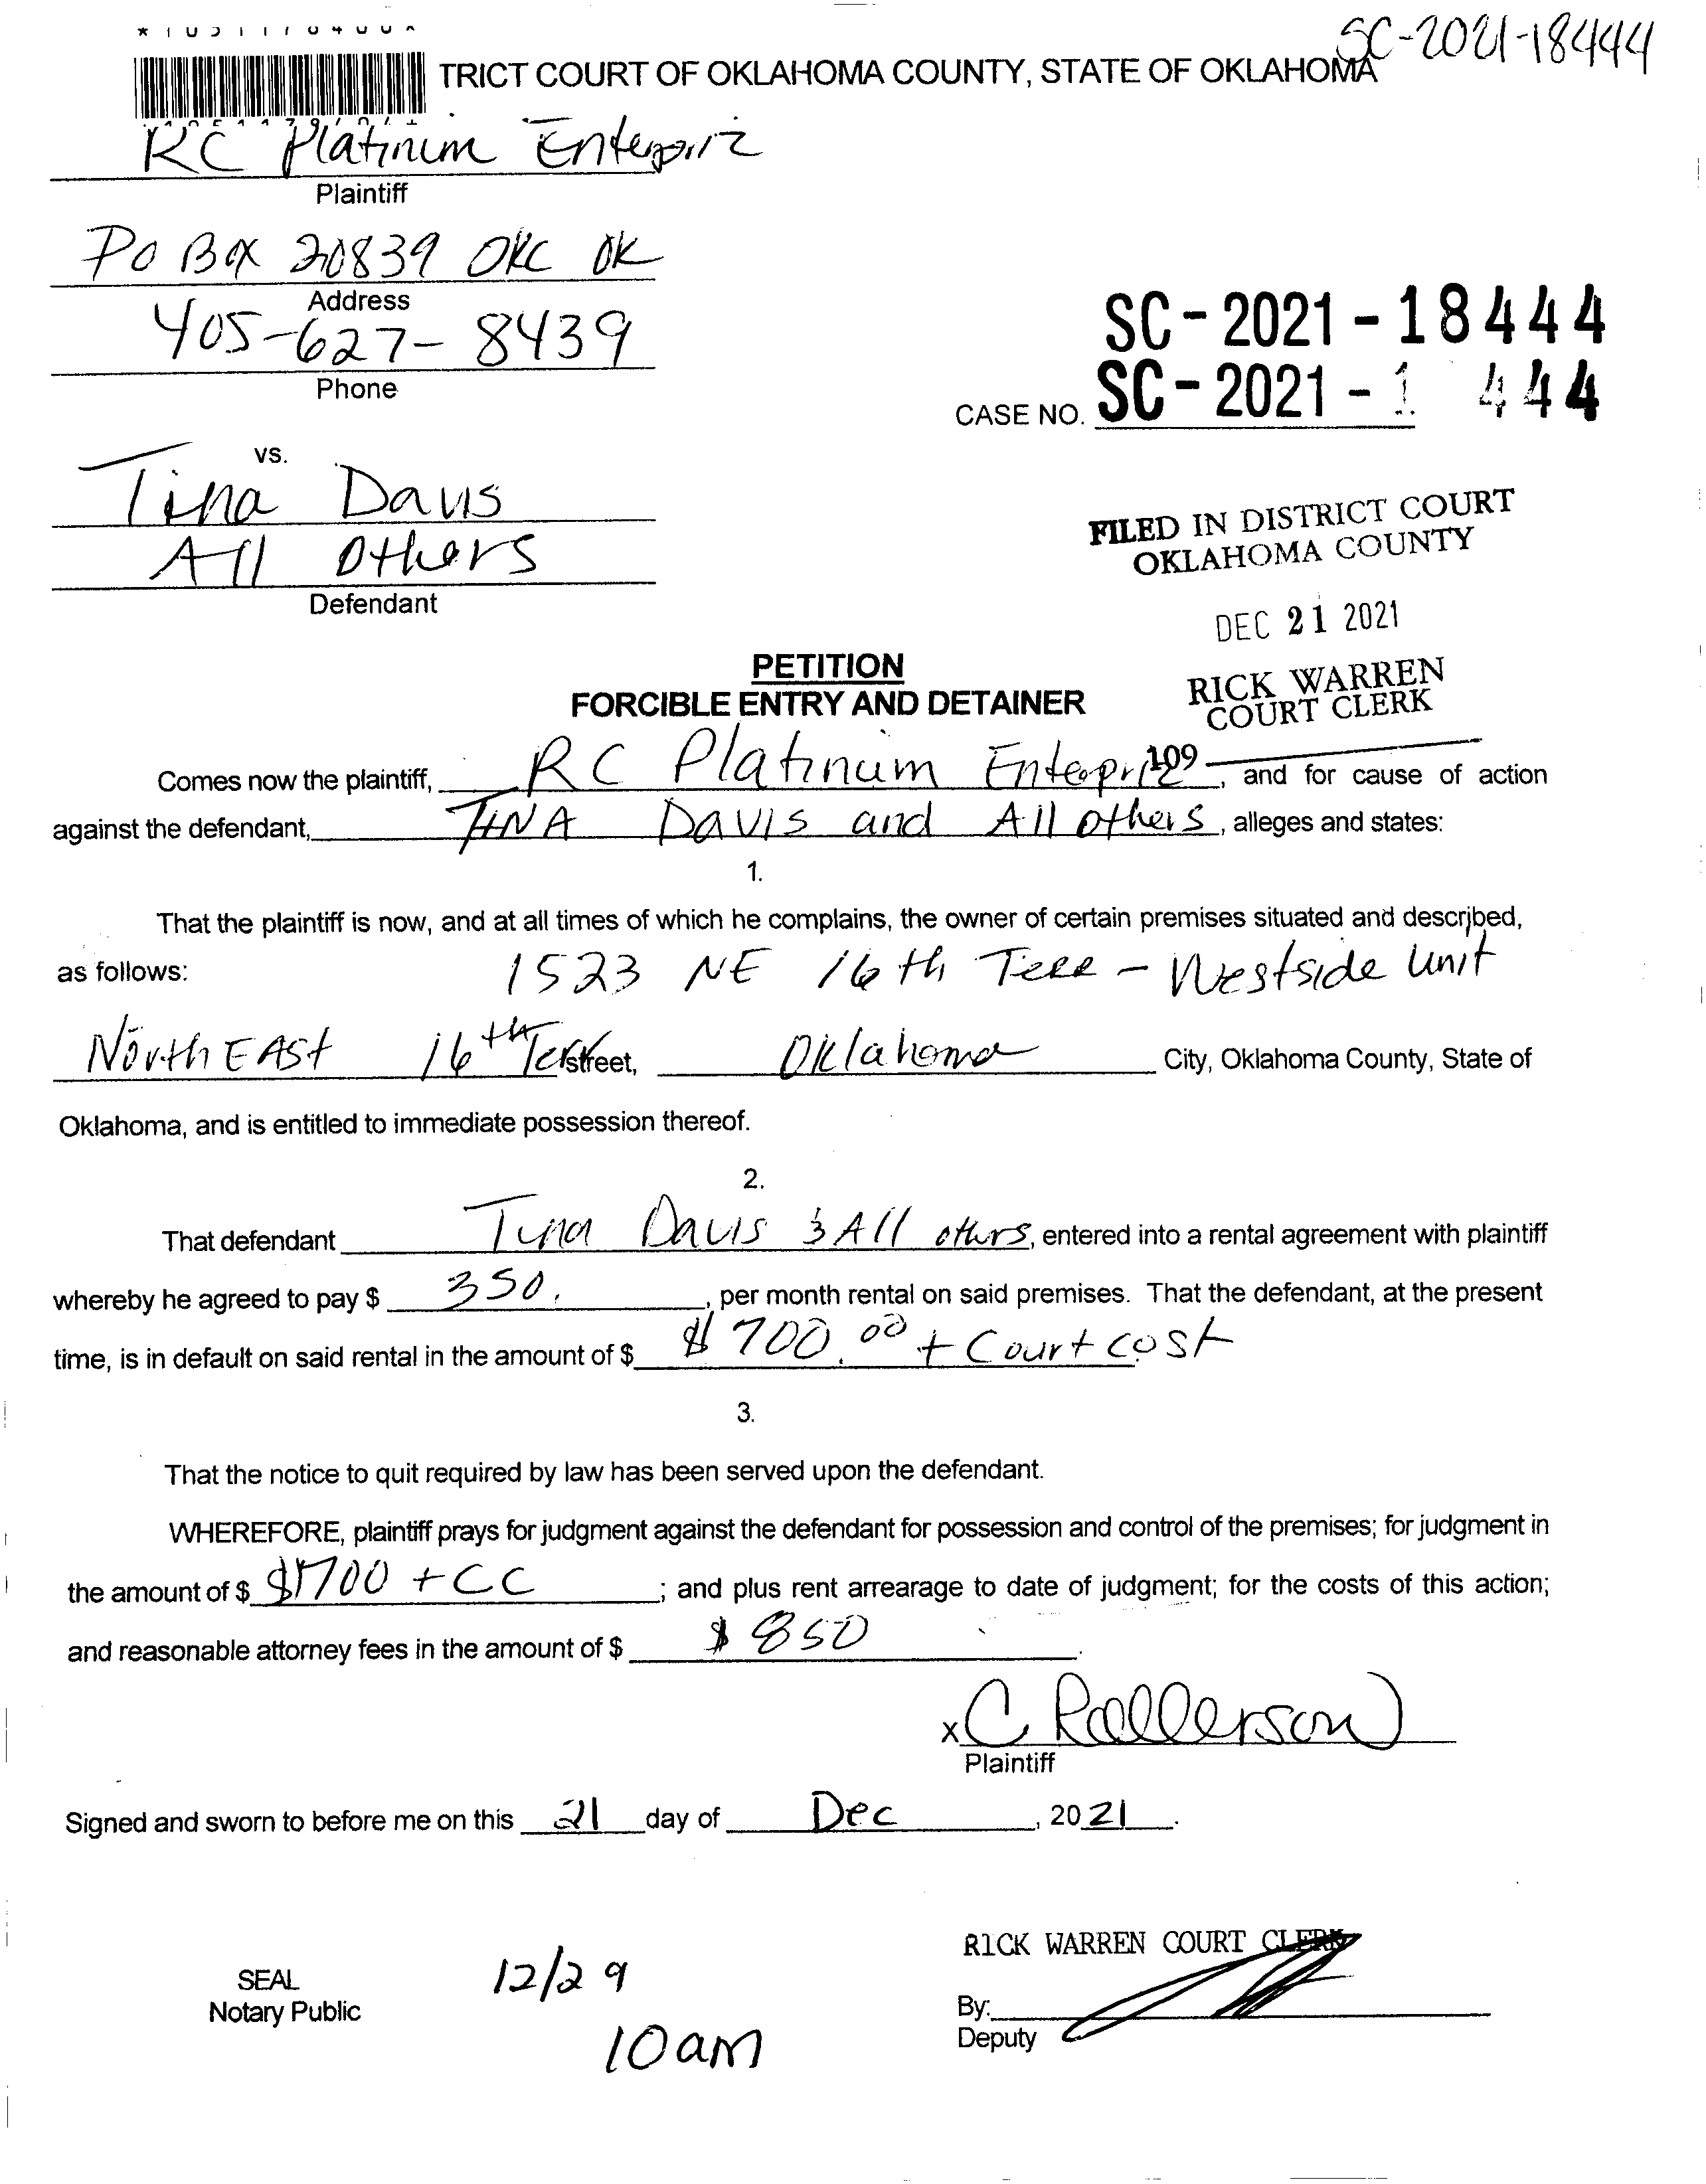 SC-2021-18444
TRICT COURT OF OKLAHOMA COUNTY, STATE OF OKLAHOMA
RC Platinum Enterpriz
Plaintiff
PO Box 20839 OKC OK
Address
405-627-8439
Phone
SC-2021-18444
CASE NO. SC-2021-1 444
vs.
Tina Davis
All Others
Defendant
FILED IN DISTRICT COURT
OKLAHOMA COUNTY
DEC 21 2021
RICK WARREN
COURT CLERK
109
PETITION
FORCIBLE ENTRY AND DETAINER
Comes now the plaintiff, RC Platinum Enterpriz, and for cause of action
against the defendant, TINA Davis and All others, alleges and states:
1.
That the plaintiff is now, and at all times of which he complains, the owner of certain premises situated and described,
as follows: 1523 NE 16th Terr - Westside Unit
North EAst 16th Terr street, Oklahoma City, Oklahoma County, State of
Oklahoma, and is entitled to immediate possession thereof.
2.
That defendant Tina Davis & All othrs, entered into a rental agreement with plaintiff
whereby he agreed to pay $ 350. , per month rental on said premises. That the defendant, at the present
time, is in default on said rental in the amount of $ $700.00 + Court cost
3.
That the notice to quit required by law has been served upon the defendant.
WHEREFORE, plaintiff prays for judgment against the defendant for possession and control of the premises; for judgment in
the amount of $ $700 + CC ; and plus rent arrearage to date of judgment; for the costs of this action;
and reasonable attorney fees in the amount of $ $850 .
x C Rollerson
Plaintiff
Signed and sworn to before me on this 21 day of Dec, 2021.
RICK WARREN COURT CLERK
SEAL
Notary Public
12/29
10am
By:
Deputy